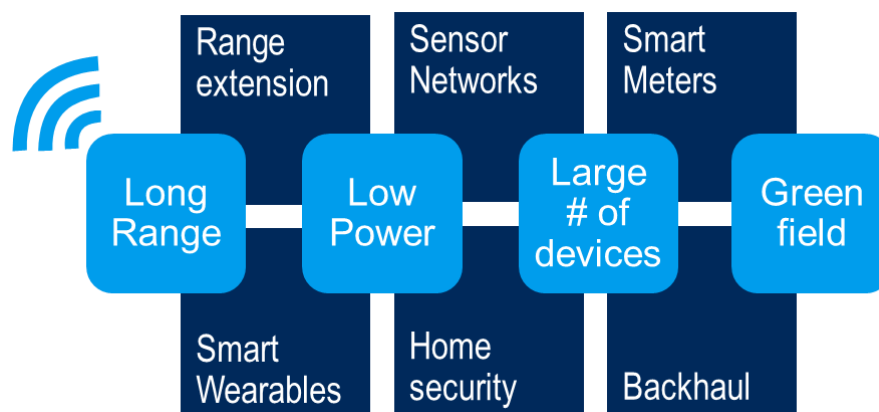 Range
extension
Sensor
Networks
Smart
Meters
Long
Range
Low
Power
Large
# of
devices
Green
field
Smart
Wearables
Home
security
Backhaul